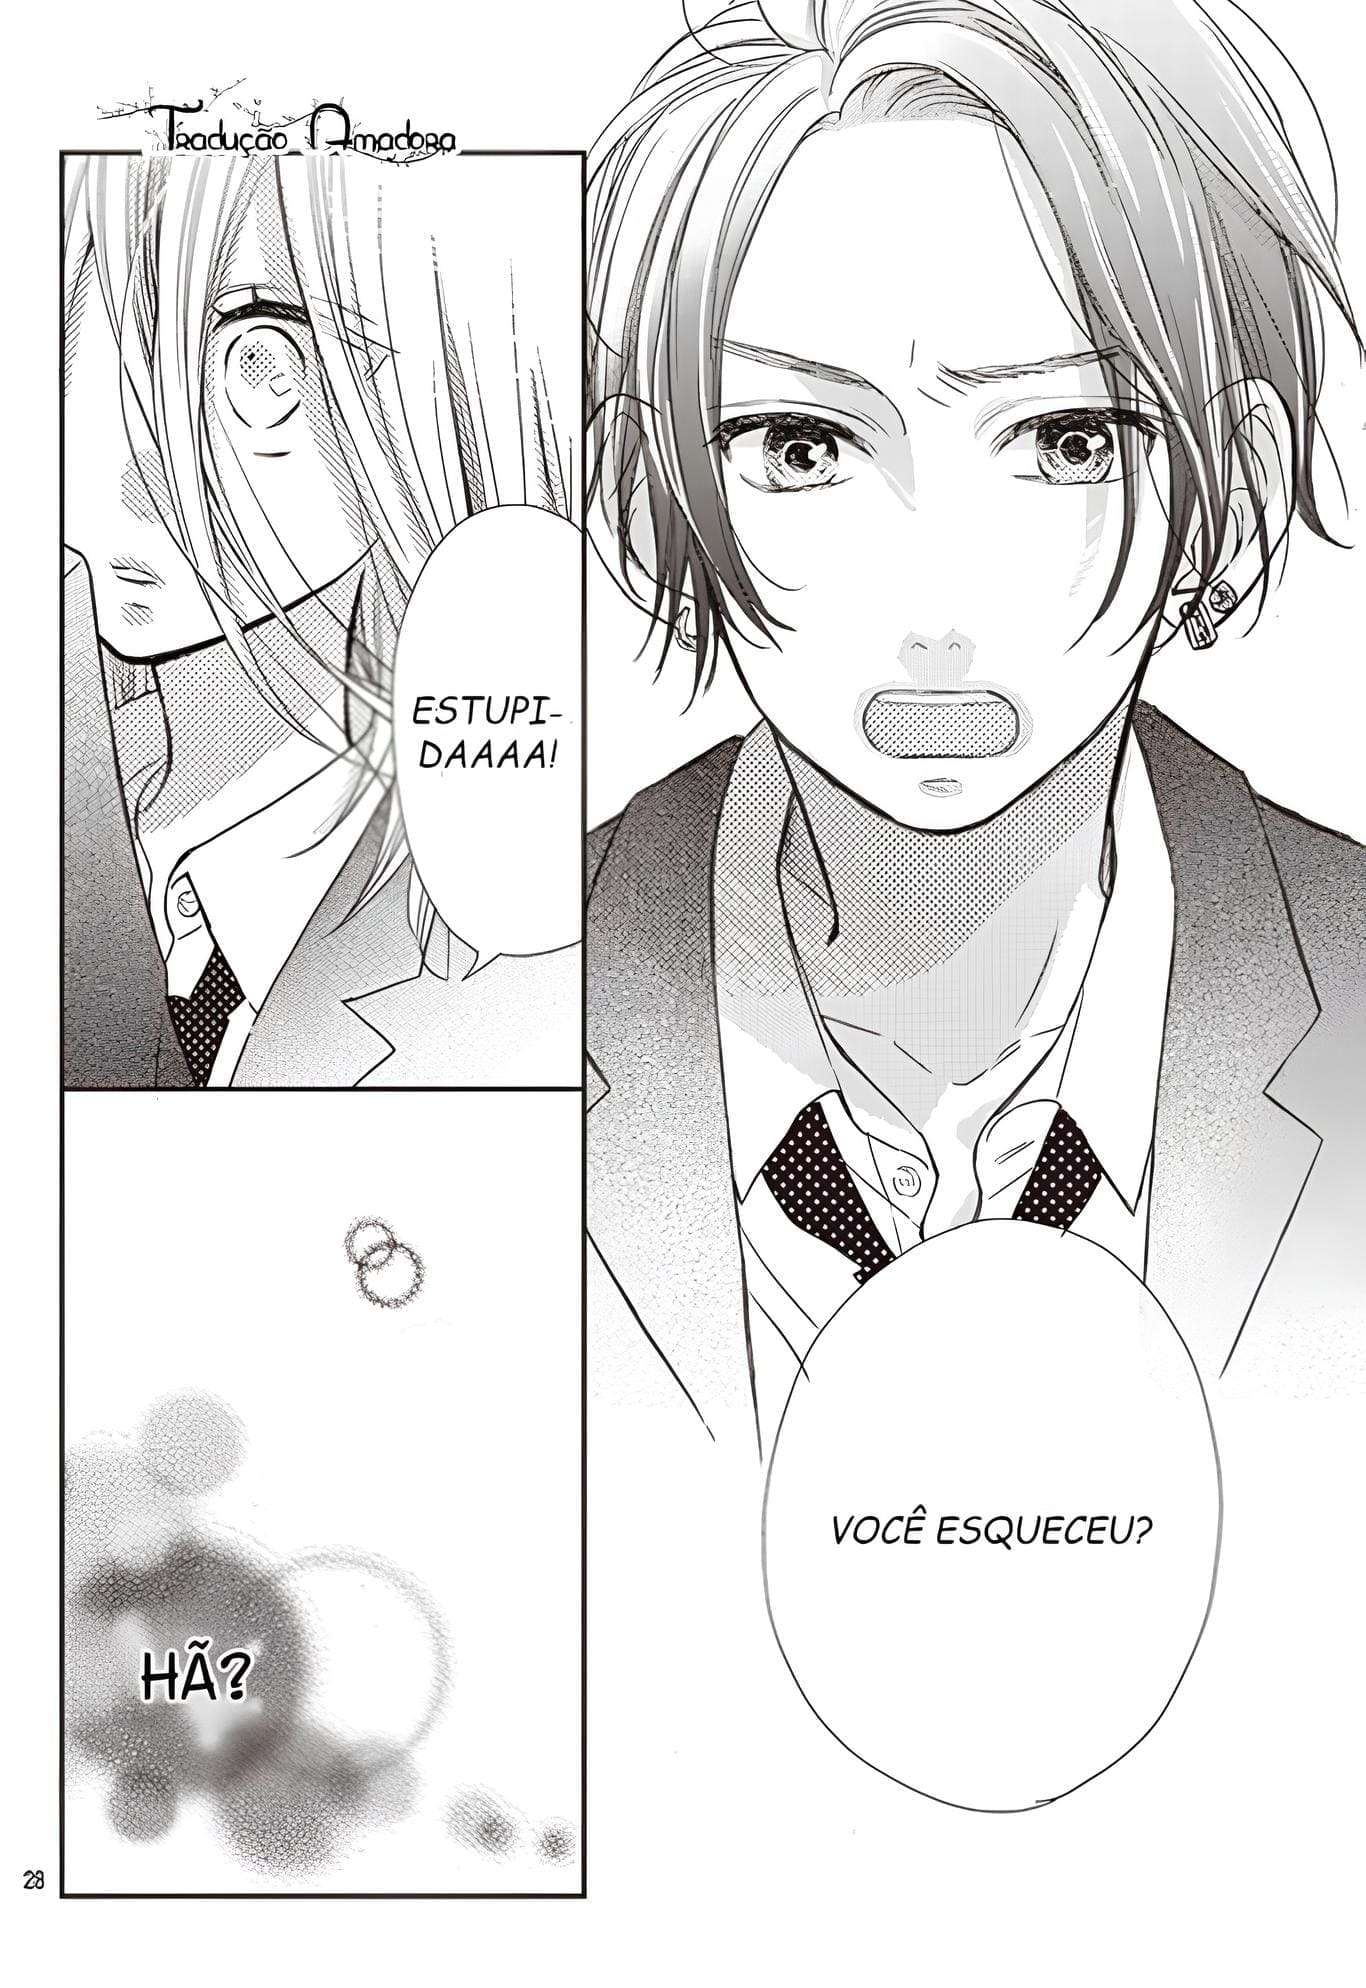 Tradução Amadora
VOCÊ ESQUECEU?
ESTUPI-
DAAAA!
HÃ?
28